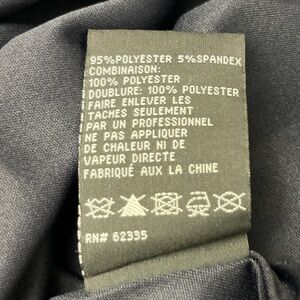 95%POLYESTER 5%SPANDEX
COMBINAISON:
100% POLYESTER
DOUBLURE: 100% POLYESTER
FAIRE ENLEVER LES
TACHES SEULEMENT
PAR UN PROFESSIONNEL
NE PAS APPLIQUER
DE CHALEUR NI DE
VAPEUR DIRECTE
FABRIQUÉ AUX LA CHINE
RN# 62335